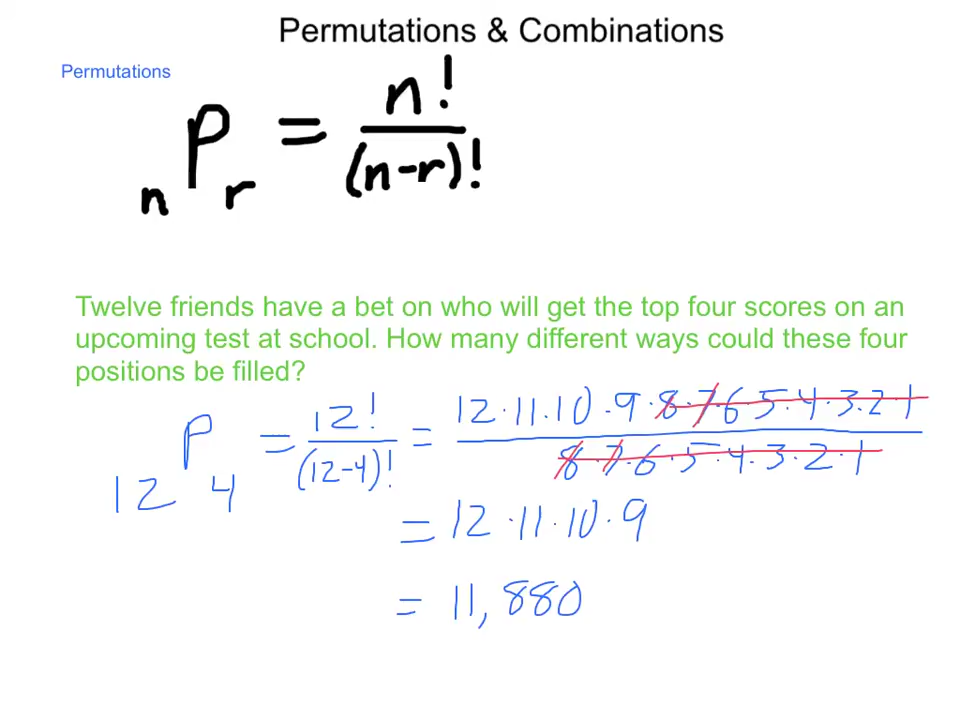 Permutations & Combinations
Permutations
nPr = n!/(n-r)!
Twelve friends have a bet on who will get the top four scores on an
upcoming test at school. How many different ways could these four
positions be filled?
12P4 = 12!/(12-4)! = 12·11·10·9·8·7·6·5·4·3·2·1/8·7·6·5·4·3·2·1
= 12·11·10·9
= 11,880